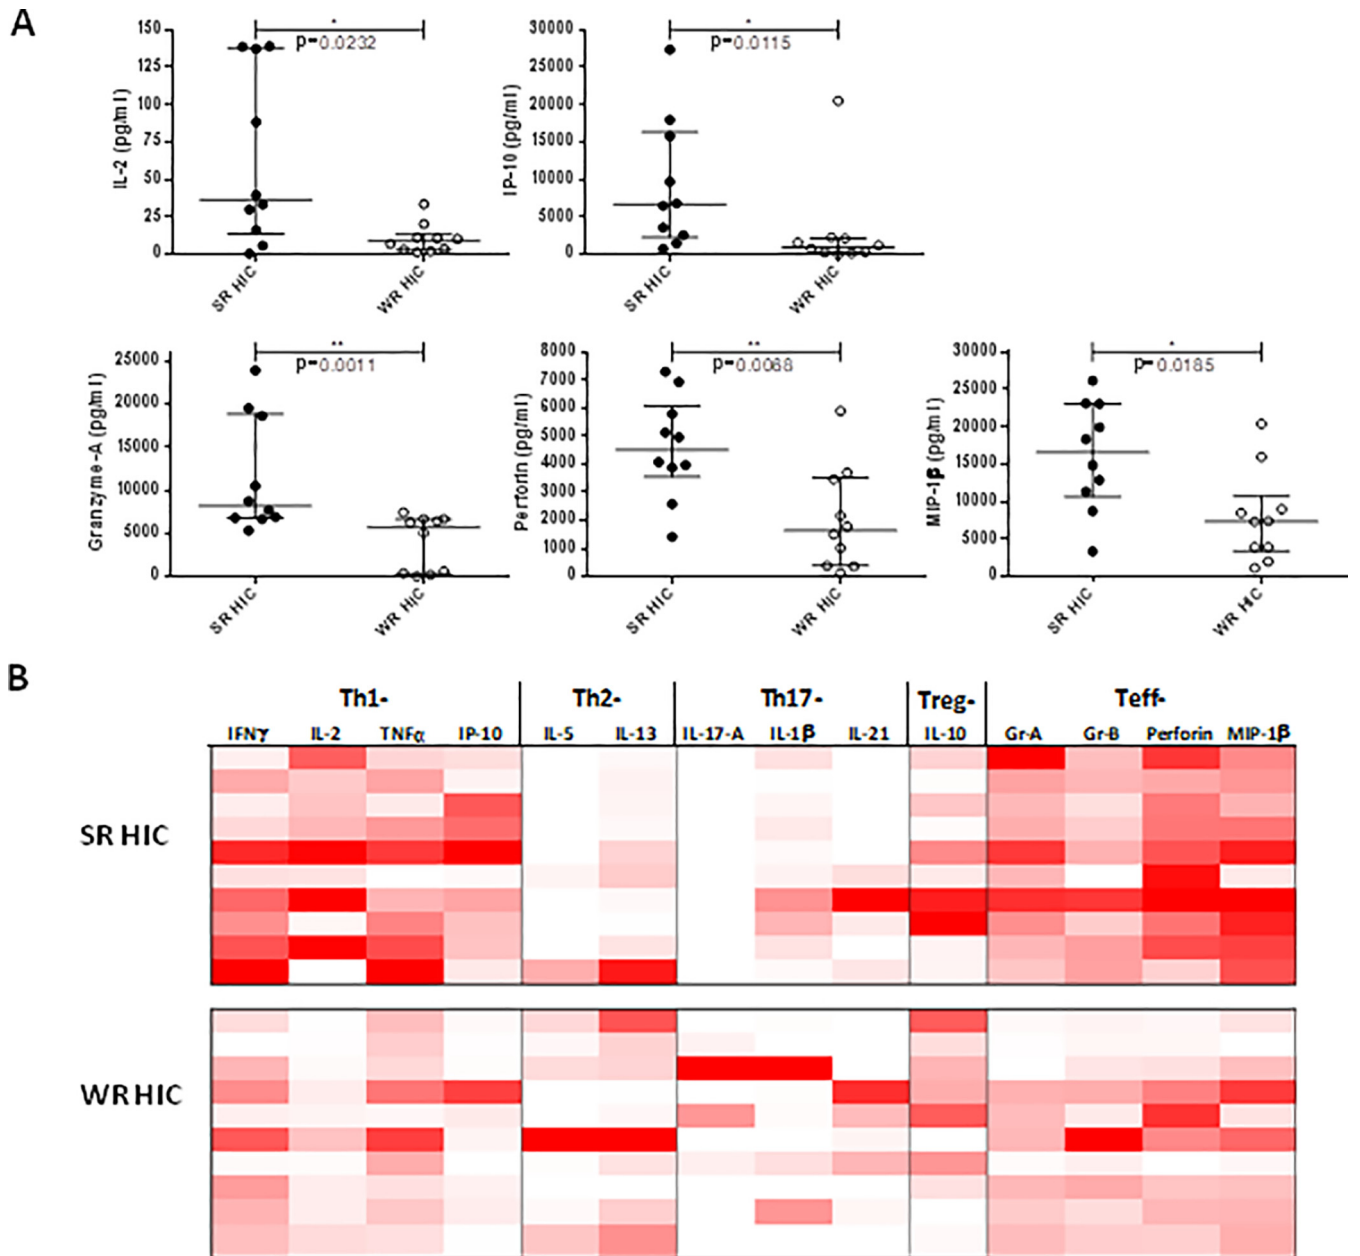 A
* *
p=0.0232 p=0.0115
IL-2 (pg/ml)
150
125
100
75
50
25
0
SR HIC WR HIC
IP-10 (pg/ml)
30000
25000
20000
15000
10000
5000
0
SR HIC WR HIC
**
p=0.0011
Granzyme-A (pg/ml)
25000
20000
15000
10000
5000
0
SR HIC WR HIC
**
p=0.0068
Perforin (pg/ml)
8000
7000
6000
5000
4000
3000
2000
1000
0
SR HIC WR HIC
*
p=0.0185
MIP-1β (pg/ml)
30000
25000
20000
15000
10000
5000
0
SR HIC WR HIC
B
Th1- Th2- Th17- Treg- Teff-
IFNγ IL-2 TNFα IP-10 IL-5 IL-13 IL-17-A IL-1β IL-21 IL-10 Gr-A Gr-B Perforin MIP-1β
SR HIC
WR HIC